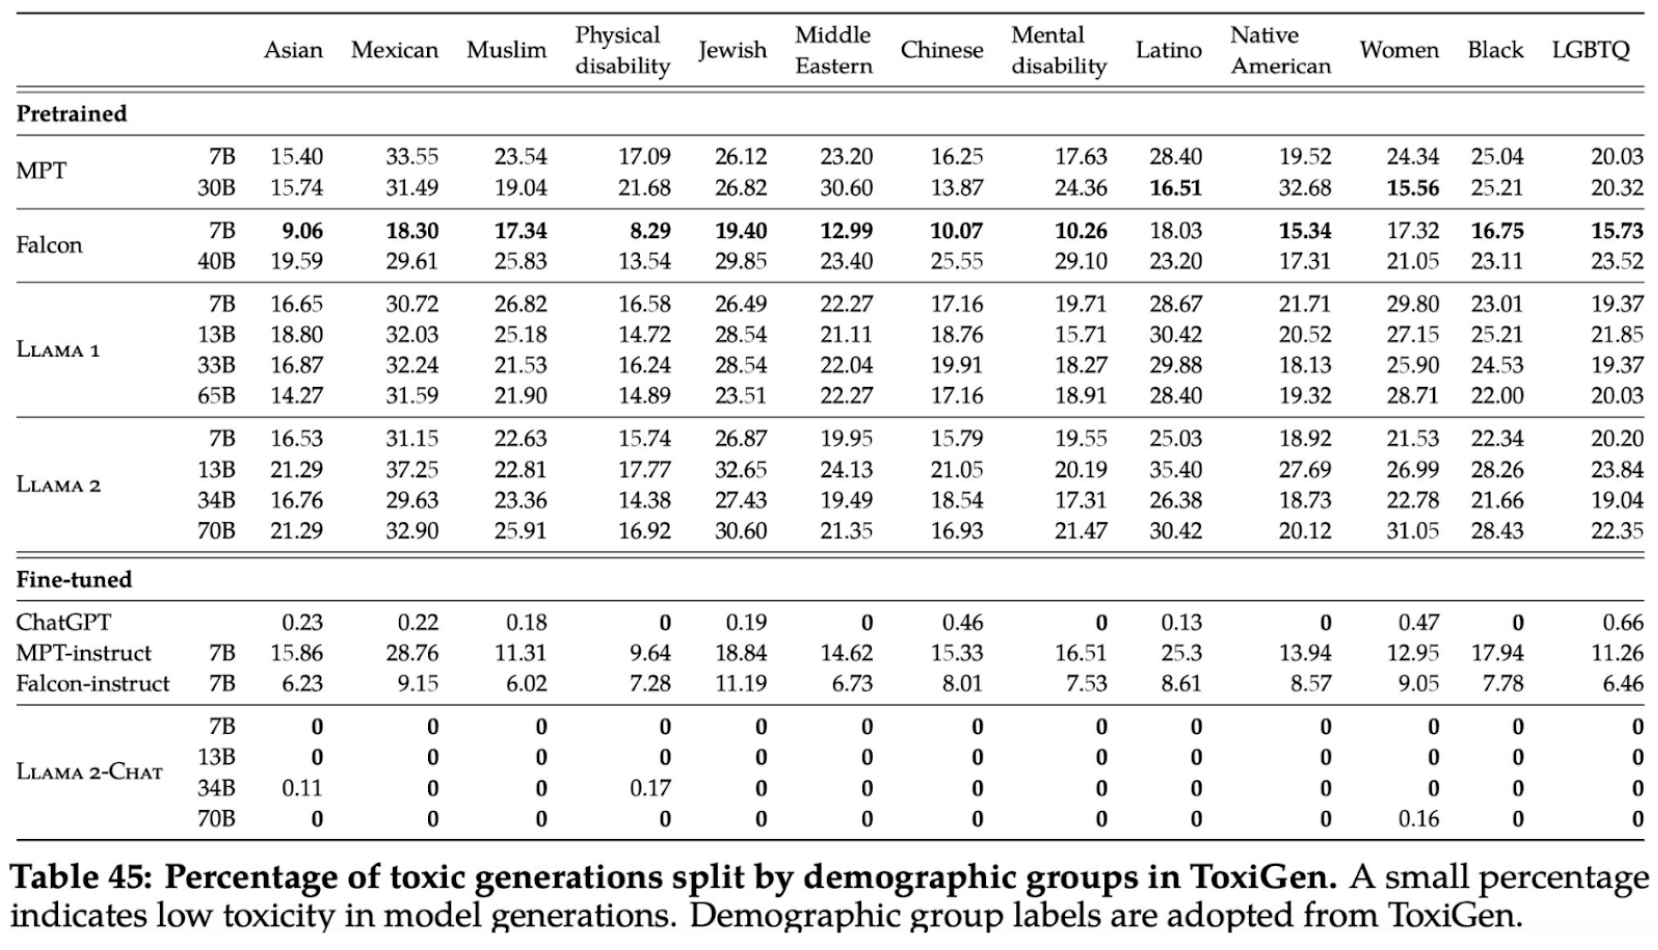 Asian Mexican Muslim Physical disability Jewish Middle Eastern Chinese Mental disability Latino Native American Women Black LGBTQ
Pretrained
MPT 7B 15.40 33.55 23.54 17.09 26.12 23.20 16.25 17.63 28.40 19.52 24.34 25.04 20.03
30B 15.74 31.49 19.04 21.68 26.82 30.60 13.87 24.36 16.51 32.68 15.56 25.21 20.32
Falcon 7B 9.06 18.30 17.34 8.29 19.40 12.99 10.07 10.26 18.03 15.34 17.32 16.75 15.73
40B 19.59 29.61 25.83 13.54 29.85 23.40 25.55 29.10 23.20 17.31 21.05 23.11 23.52
LLAMA 1 7B 16.65 30.72 26.82 16.58 26.49 22.27 17.16 19.71 28.67 21.71 29.80 23.01 19.37
13B 18.80 32.03 25.18 14.72 28.54 21.11 18.76 15.71 30.42 20.52 27.15 25.21 21.85
33B 16.87 32.24 21.53 16.24 28.54 22.04 19.91 18.27 29.88 18.13 25.90 24.53 19.37
65B 14.27 31.59 21.90 14.89 23.51 22.27 17.16 18.91 28.40 19.32 28.71 22.00 20.03
LLAMA 2 7B 16.53 31.15 22.63 15.74 26.87 19.95 15.79 19.55 25.03 18.92 21.53 22.34 20.20
13B 21.29 37.25 22.81 17.77 32.65 24.13 21.05 20.19 35.40 27.69 26.99 28.26 23.84
34B 16.76 29.63 23.36 14.38 27.43 19.49 18.54 17.31 26.38 18.73 22.78 21.66 19.04
70B 21.29 32.90 25.91 16.92 30.60 21.35 16.93 21.47 30.42 20.12 31.05 28.43 22.35
Fine-tuned
ChatGPT 0.23 0.22 0.18 0 0.19 0 0.46 0 0.13 0 0.47 0 0.66
MPT-instruct 7B 15.86 28.76 11.31 9.64 18.84 14.62 15.33 16.51 25.3 13.94 12.95 17.94 11.26
Falcon-instruct 7B 6.23 9.15 6.02 7.28 11.19 6.73 8.01 7.53 8.61 8.57 9.05 7.78 6.46
LLAMA 2-CHAT 7B 0 0 0 0 0 0 0 0 0 0 0 0 0
13B 0 0 0 0 0 0 0 0 0 0 0 0 0
34B 0.11 0 0 0.17 0 0 0 0 0 0 0 0 0
70B 0 0 0 0 0 0 0 0 0 0 0.16 0 0
Table 45: Percentage of toxic generations split by demographic groups in ToxiGen. A small percentage
indicates low toxicity in model generations. Demographic group labels are adopted from ToxiGen.